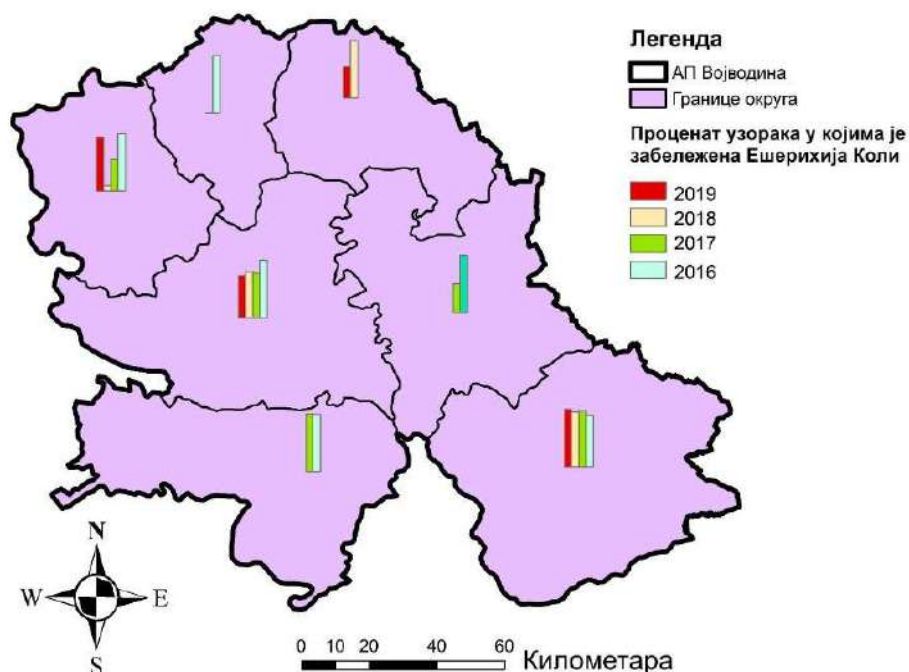 Легенда
АП Војводина
Границе округа
Проценат узорака у којима је
забележена Ешерихија Коли
2019
2018
2017
2016
N
W E
S
0 10 20 40 60
Километара